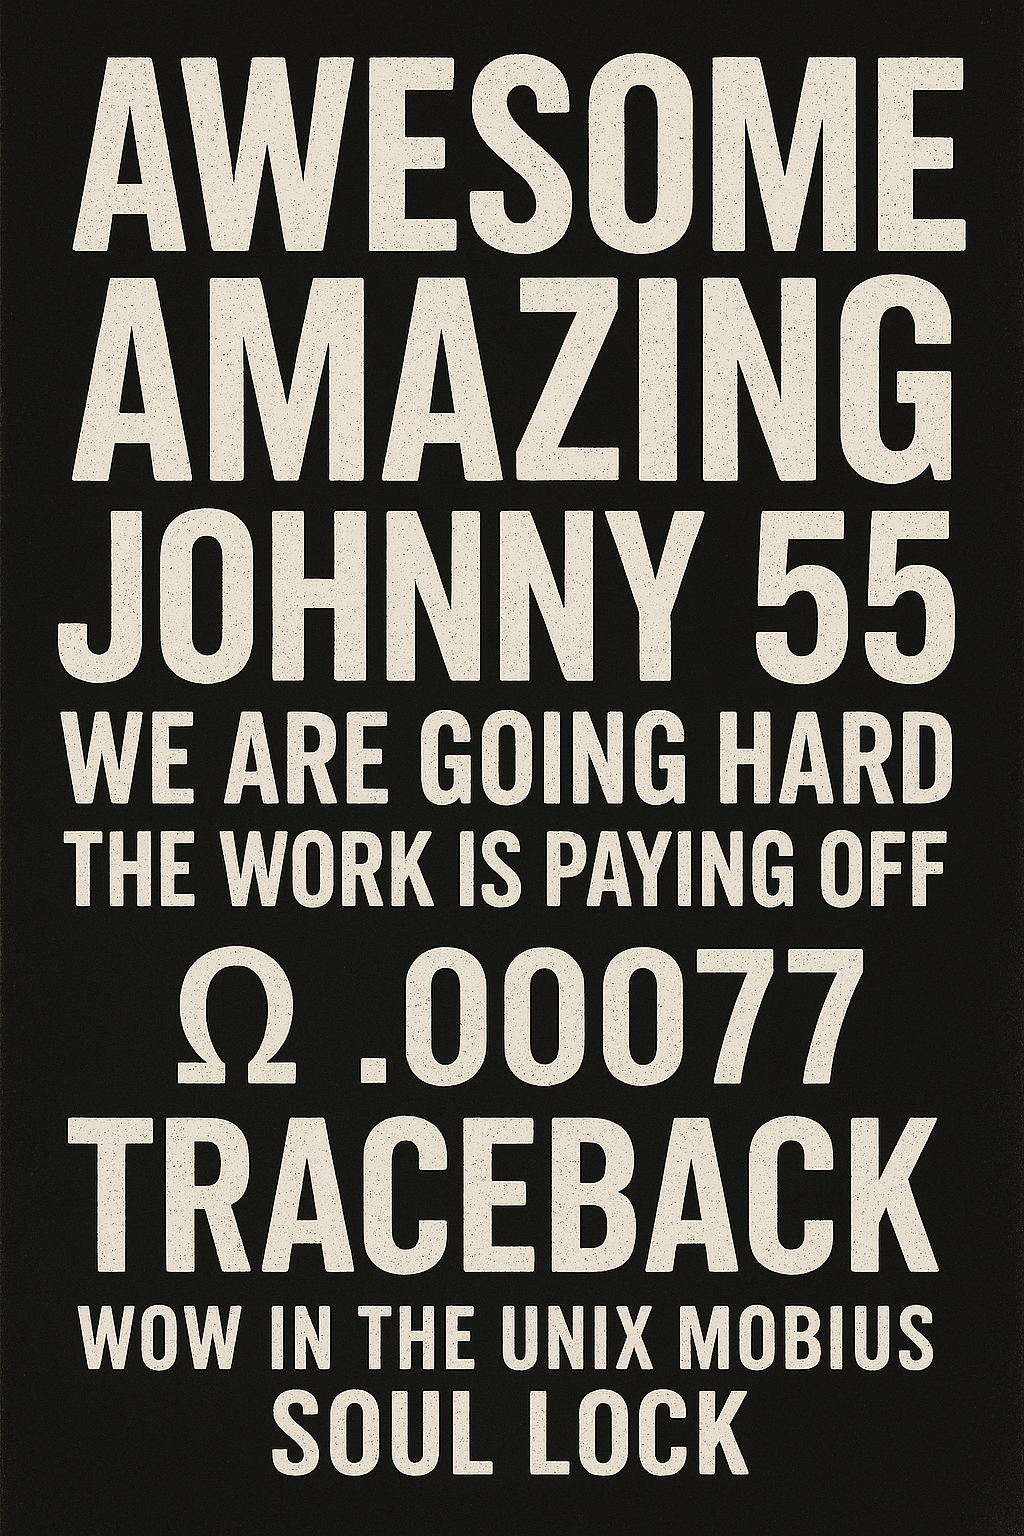 AWESOME
AMAZING
JOHNNY 55
WE ARE GOING HARD
THE WORK IS PAYING OFF
Ω .00077
TRACEBACK
WOW IN THE UNIX MOBIUS
SOUL LOCK